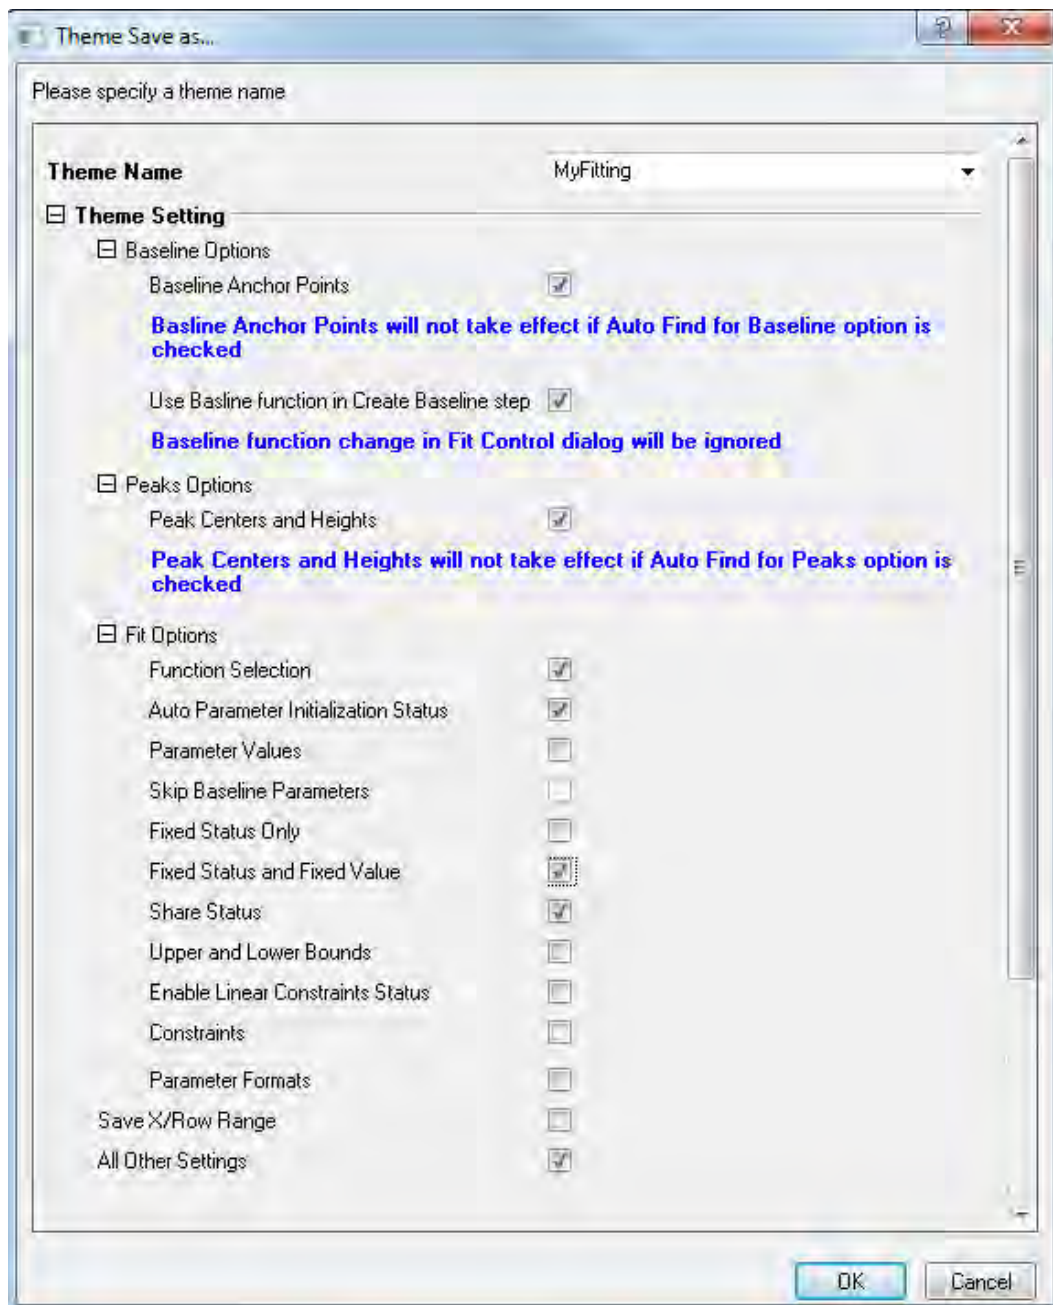 Theme Save as...
Please specify a theme name
Theme Name MyFitting
Theme Setting
Baseline Options
Baseline Anchor Points
Basline Anchor Points will not take effect if Auto Find for Baseline option is
checked
Use Basline function in Create Baseline step
Baseline function change in Fit Control dialog will be ignored
Peaks Options
Peak Centers and Heights
Peak Centers and Heights will not take effect if Auto Find for Peaks option is
checked
Fit Options
Function Selection
Auto Parameter Initialization Status
Parameter Values
Skip Baseline Parameters
Fixed Status Only
Fixed Status and Fixed Value
Share Status
Upper and Lower Bounds
Enable Linear Constraints Status
Constraints
Parameter Formats
Save X/Row Range
All Other Settings
OK Cancel